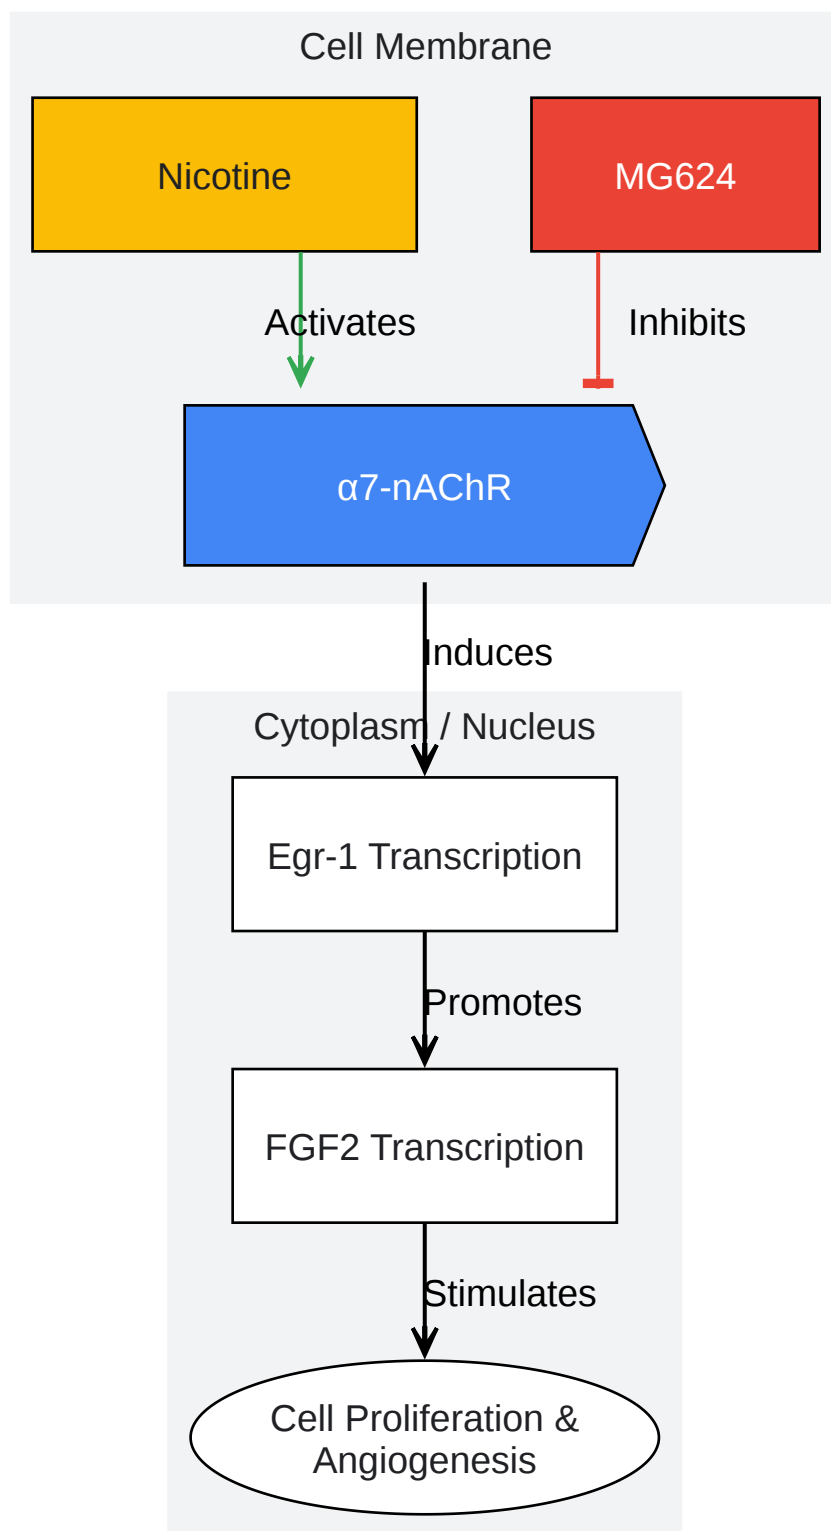 Cell Membrane
Nicotine
MG624
Activates
Inhibits
α7-nAChR
Induces
Cytoplasm / Nucleus
Egr-1 Transcription
Promotes
FGF2 Transcription
Stimulates
Cell Proliferation &
Angiogenesis